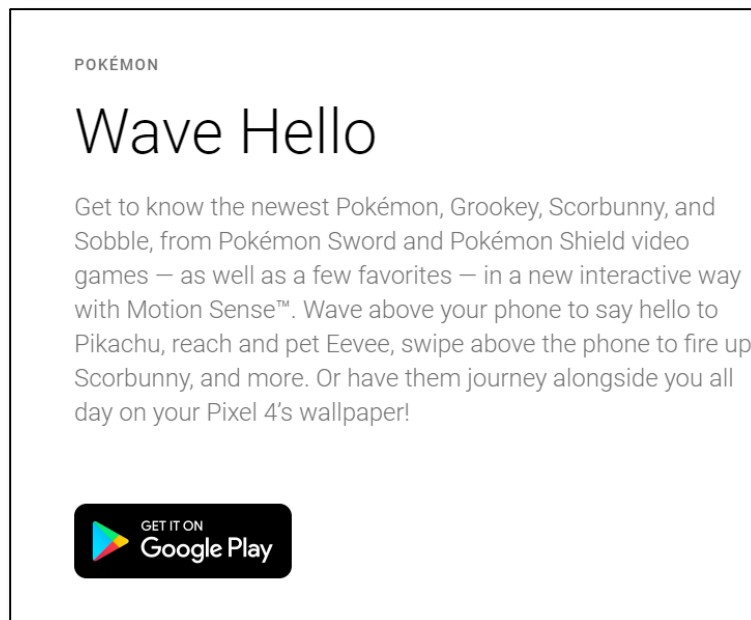 POKÉMON
Wave Hello
Get to know the newest Pokémon, Grookey, Scorbunny, and
Sobble, from Pokémon Sword and Pokémon Shield video
games — as well as a few favorites — in a new interactive way
with Motion Sense™. Wave above your phone to say hello to
Pikachu, reach and pet Eevee, swipe above the phone to fire up
Scorbunny, and more. Or have them journey alongside you all
day on your Pixel 4's wallpaper!
GET IT ON
Google Play